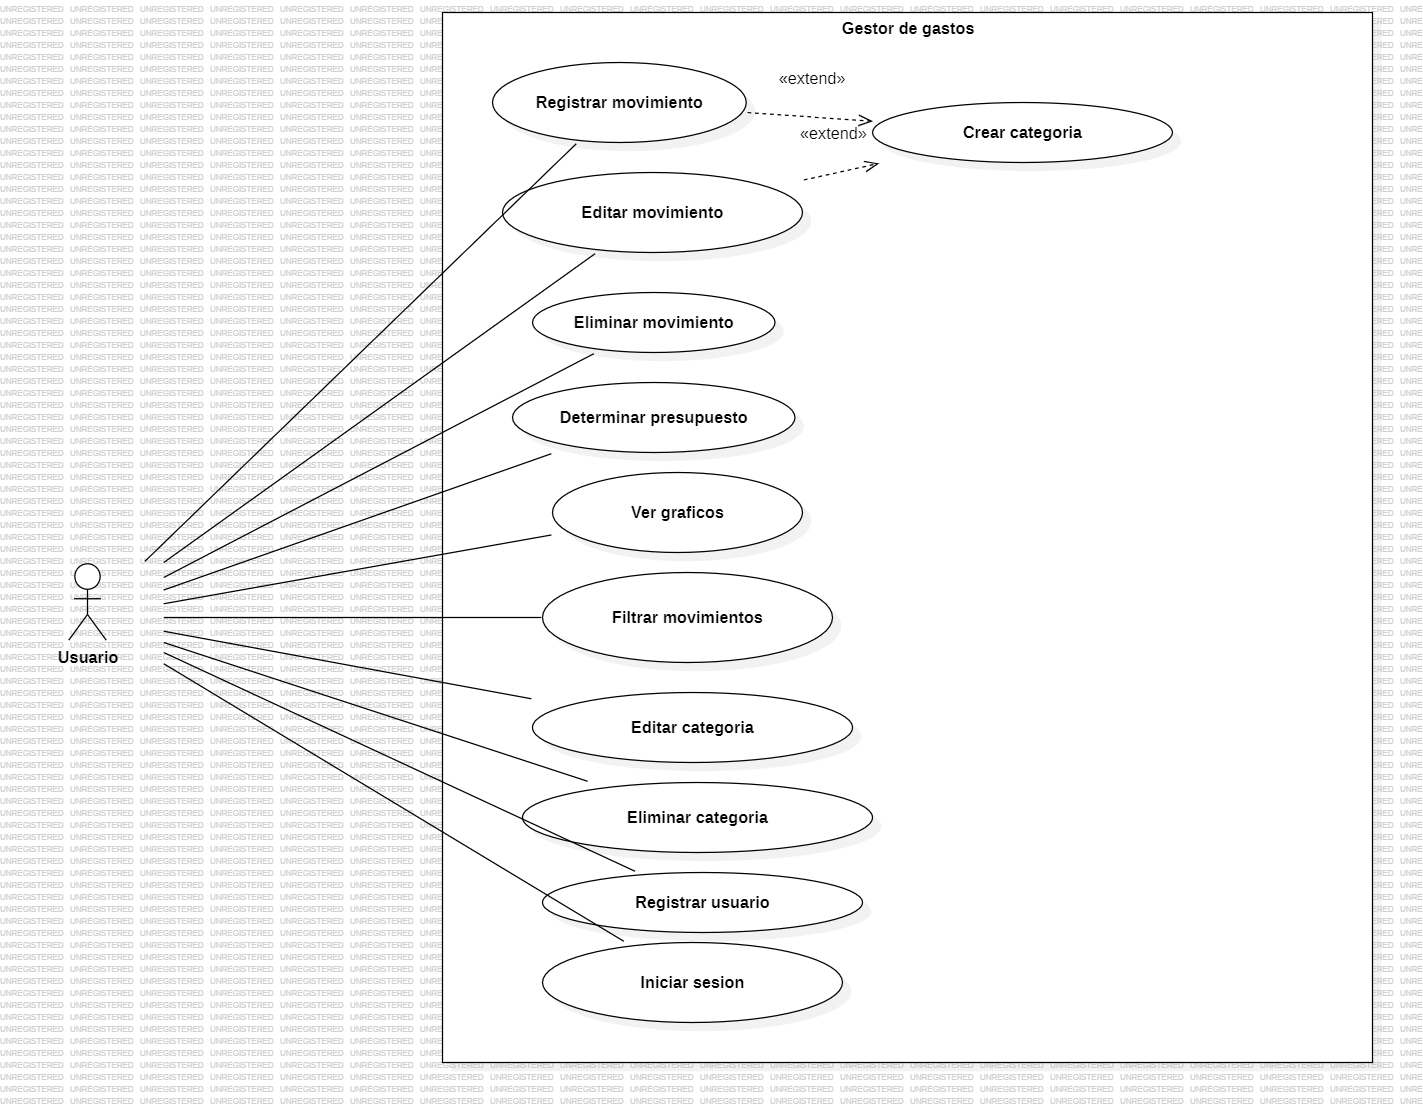 Gestor de gastos
Registrar movimiento
«extend»
Crear categoria
«extend»
Editar movimiento
Eliminar movimiento
Determinar presupuesto
Ver graficos
Filtrar movimientos
Usuario
Editar categoria
Eliminar categoria
Registrar usuario
Iniciar sesion
UNREGISTERED